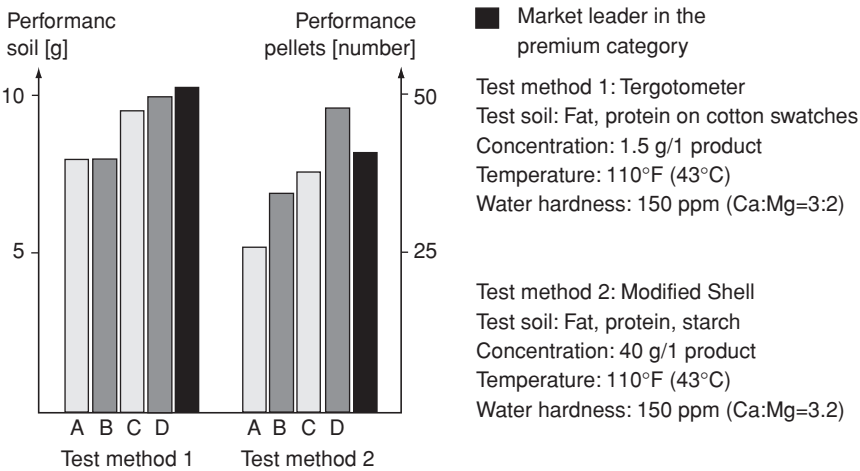 Performanc
soil [g]
Performance
pellets [number]
10
5
50
25
A B C D
Test method 1
A B C D
Test method 2
Market leader in the
premium category
Test method 1: Tergotometer
Test soil: Fat, protein on cotton swatches
Concentration: 1.5 g/1 product
Temperature: 110°F (43°C)
Water hardness: 150 ppm (Ca:Mg=3:2)
Test method 2: Modified Shell
Test soil: Fat, protein, starch
Concentration: 40 g/1 product
Temperature: 110°F (43°C)
Water hardness: 150 ppm (Ca:Mg=3.2)